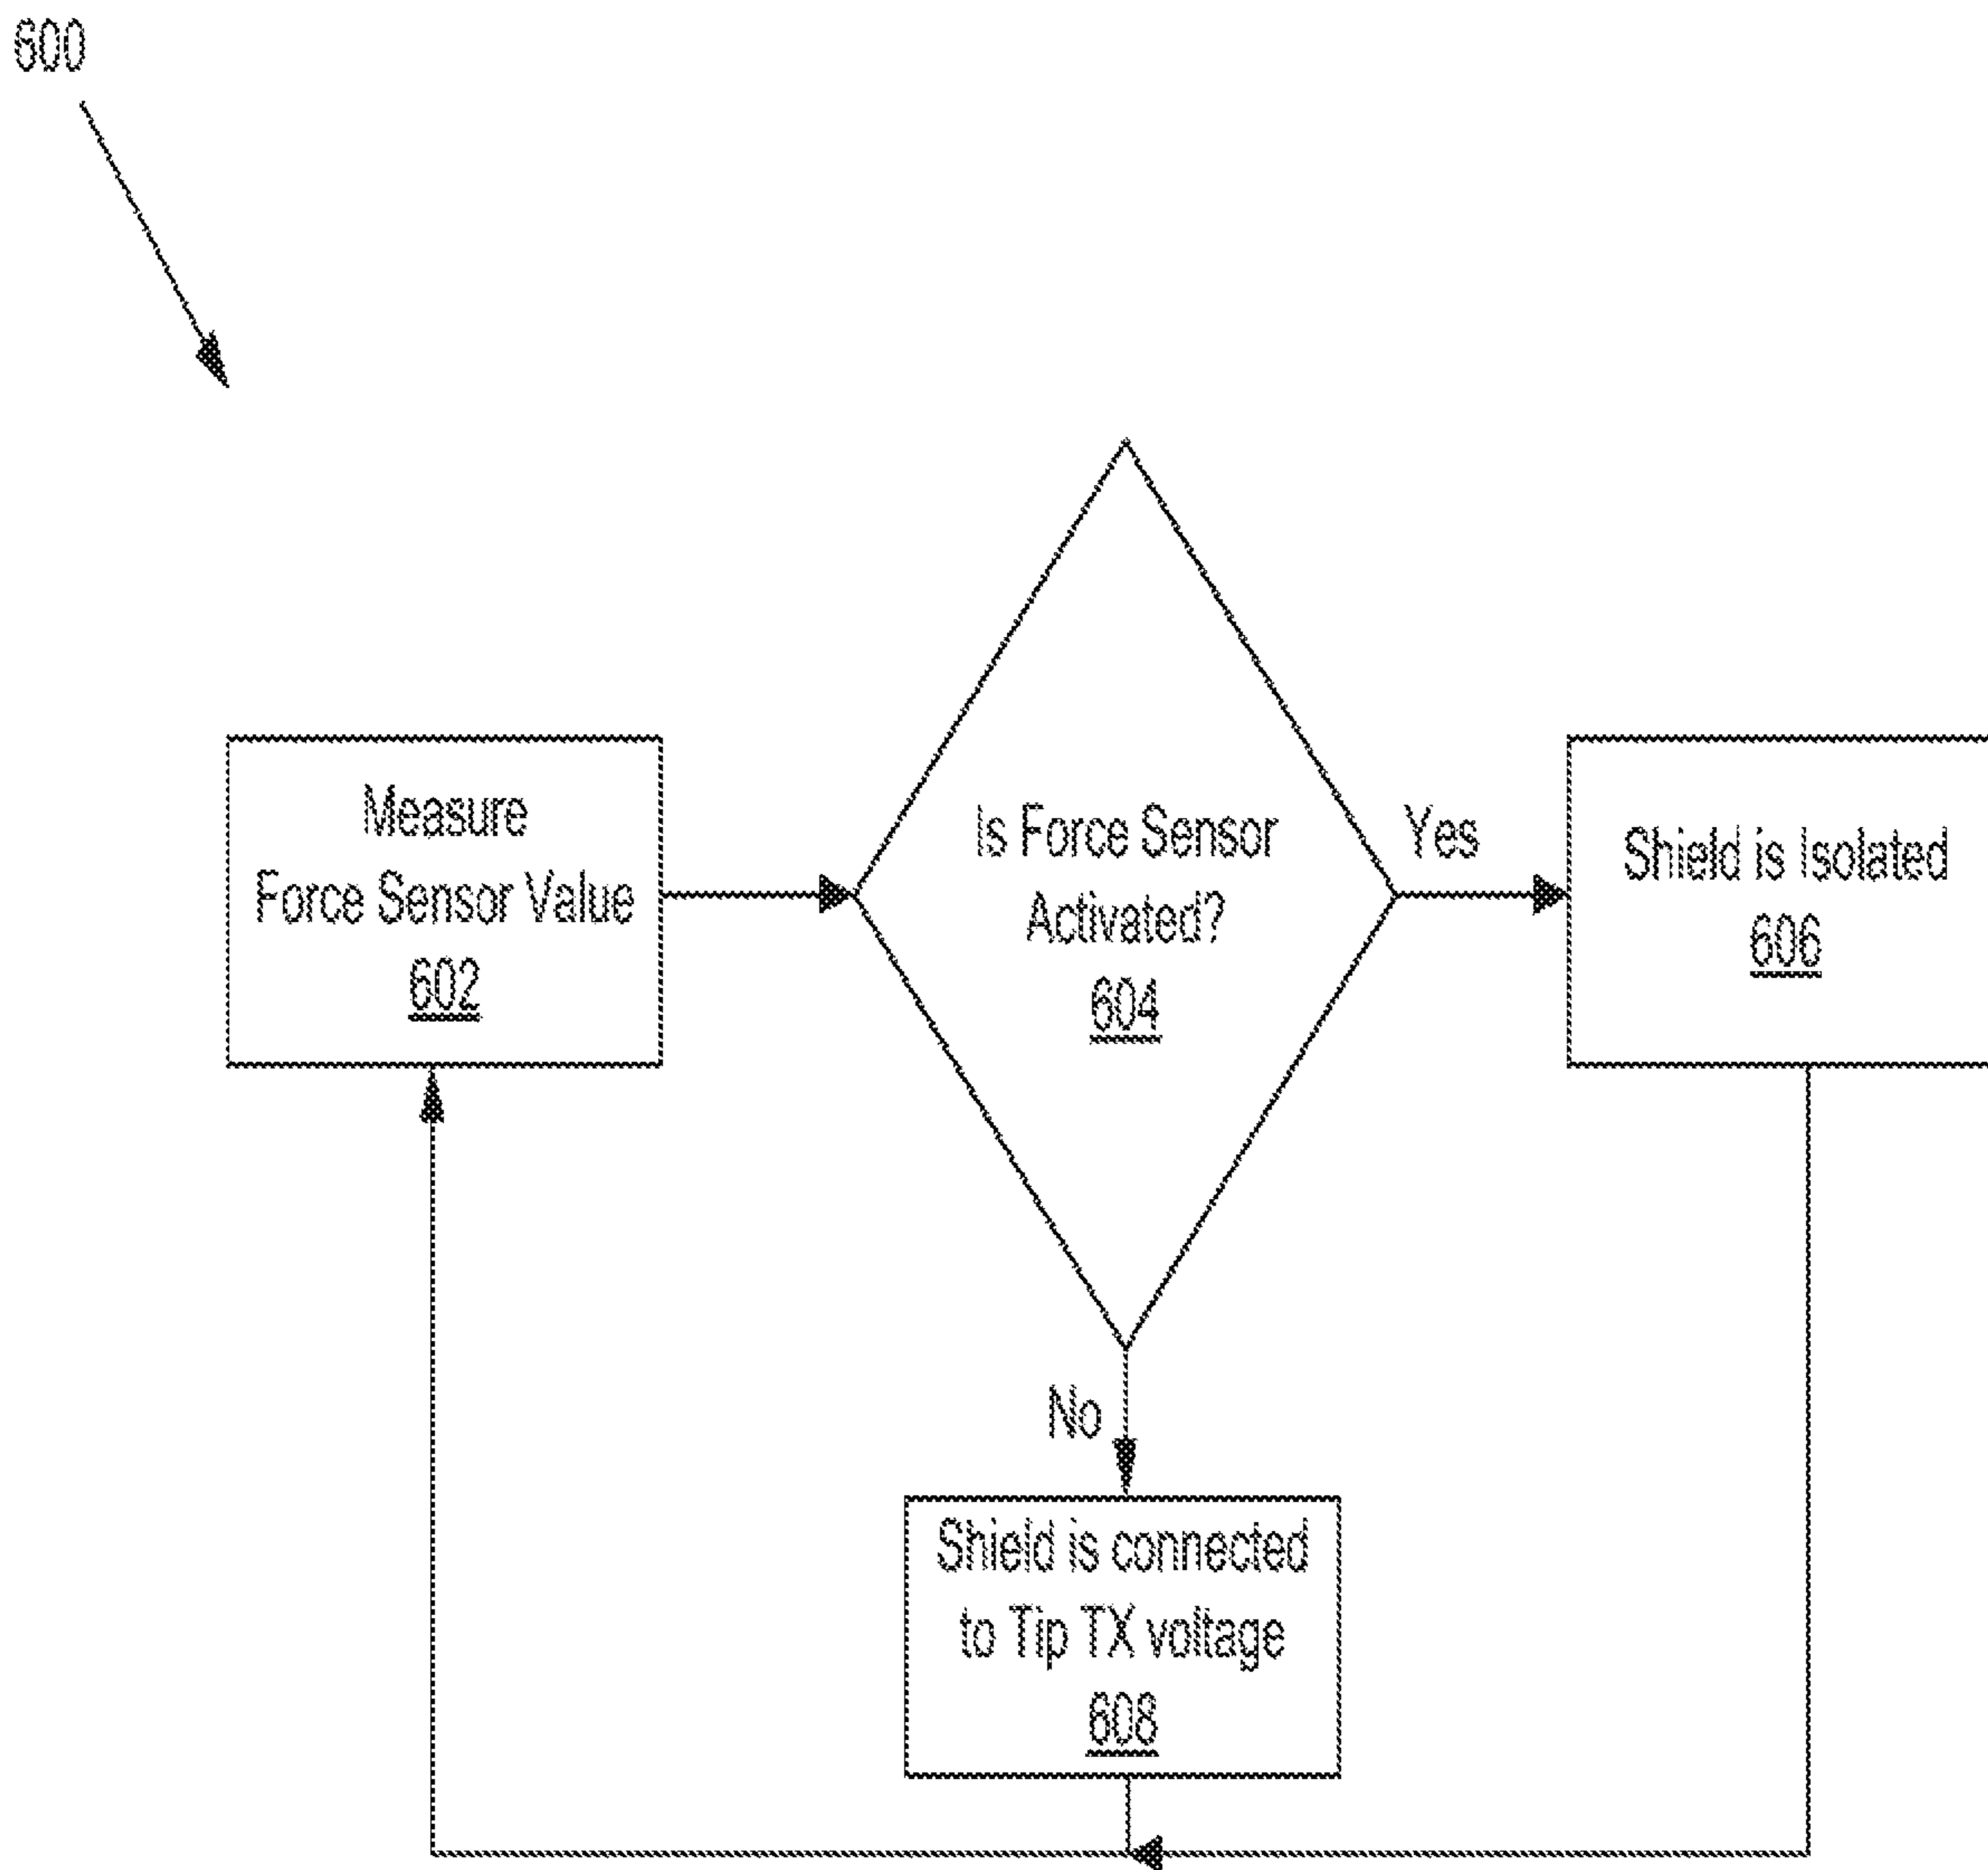 600
Measure
Force Sensor Value
602
Is Force Sensor
Activated?
604
Yes
Shield is Isolated
606
No
Shield is connected
to Tip TX voltage
608